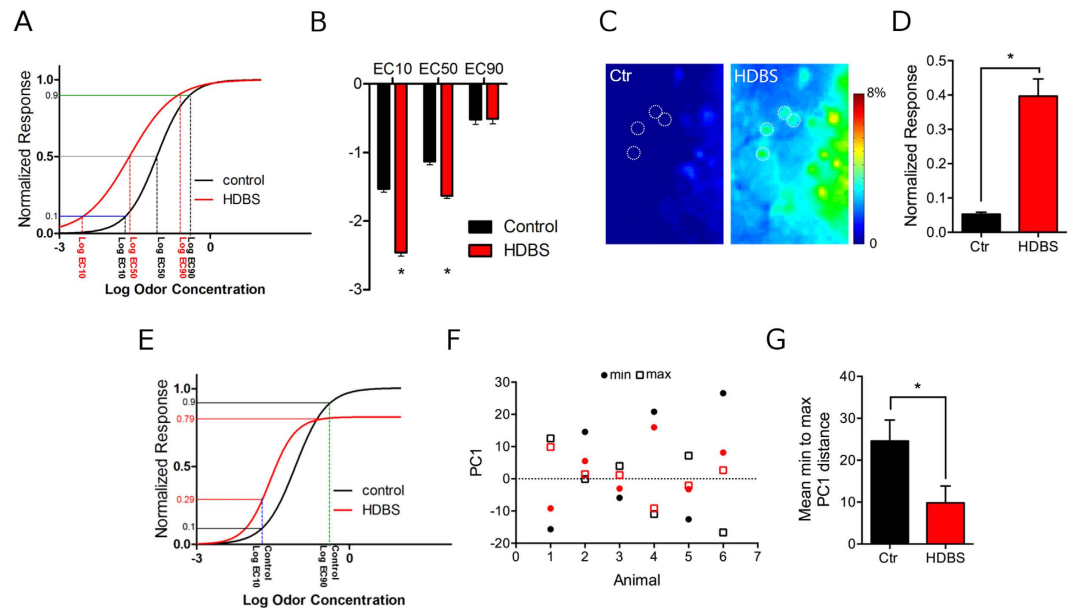 A
Normalized Response
1.0
0.9
0.5
0.1
0.0
-3
0
control
HDBS
Log EC10
Log EC10
Log EC50
Log EC50
Log EC90
Log EC90
Log Odor Concentration
B
EC10 EC50 EC90
0
-1
-2
-3
Control
HDBS
*
*
C
Ctr
HDBS
8%
0
D
Normalized Response
0.5
0.4
0.3
0.2
0.1
0.0
*
Ctr
HDBS
E
Normalized Response
1.0
0.9
0.79
0.5
0.29
0.1
0.0
-3
0
control
HDBS
Control
Log EC10
Control
Log EC90
Log Odor Concentration
F
min
max
PC1
30
20
10
0
-10
-20
0 1 2 3 4 5 6 7
Animal
G
Mean min to max
PC1 distance
40
30
20
10
0
*
Ctr
HDBS